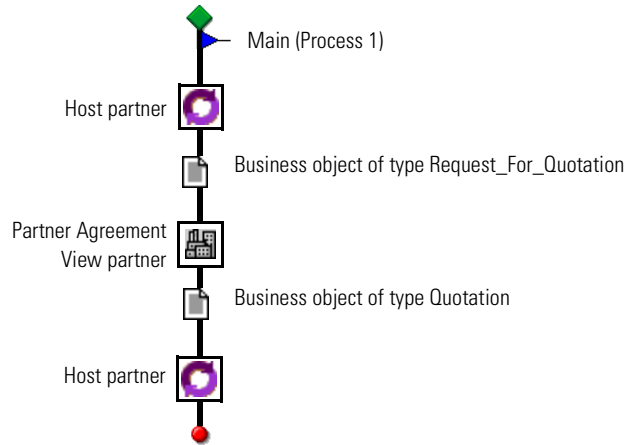 Main (Process 1)
Host partner
Business object of type Request_For_Quotation
Partner Agreement
View partner
Business object of type Quotation
Host partner